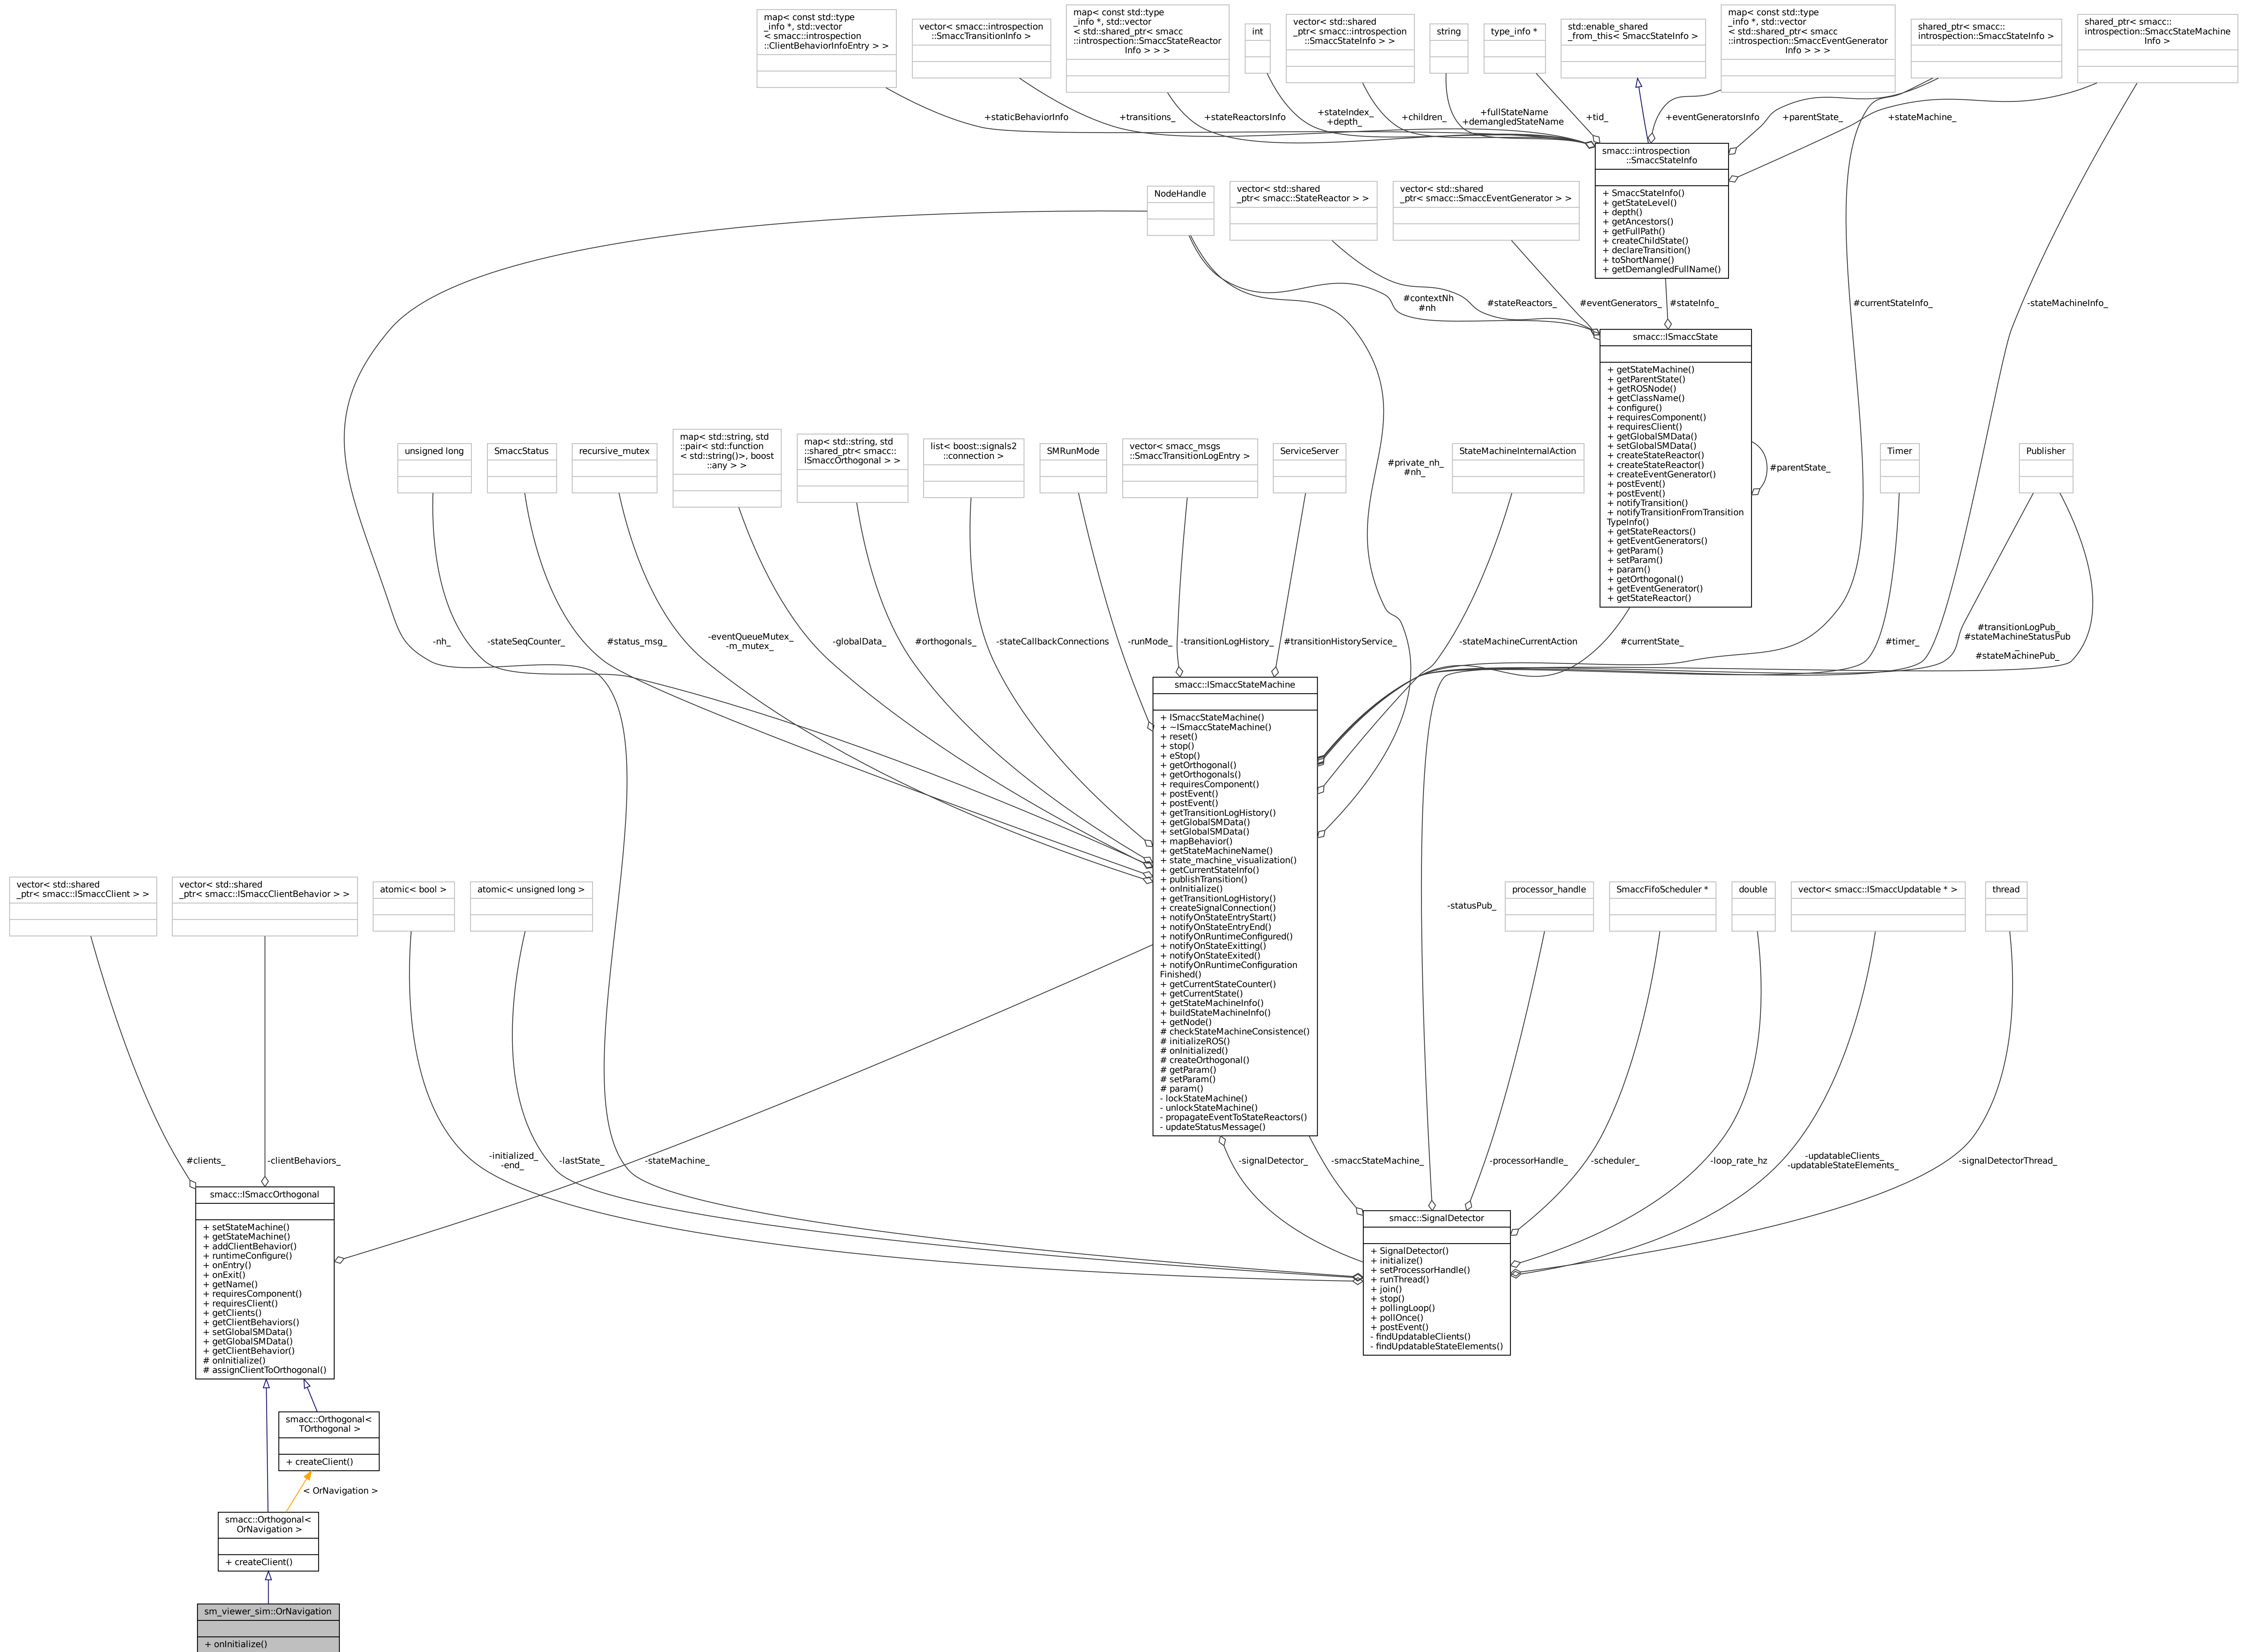 map< const std::type
_info *, std::vector
< smacc::introspection
::ClientBehaviorInfoEntry > >
vector< smacc::introspection
::SmaccTransitionInfo >
map< const std::type
_info *, std::vector
< std::shared_ptr< smacc
::introspection::SmaccStateReactor
Info > > >
int
vector< std::shared
_ptr< smacc::introspection
::SmaccStateInfo > >
string
type_info *
std::enable_shared
_from_this< SmaccStateInfo >
map< const std::type
_info *, std::vector
< std::shared_ptr< smacc
::introspection::SmaccEventGenerator
Info > > >
shared_ptr< smacc::
introspection::SmaccStateInfo >
shared_ptr< smacc::
introspection::SmaccStateMachine
Info >
+staticBehaviorInfo
+transitions_
+stateReactorsInfo
+stateIndex_
+depth_
+children_
+fullStateName
+demangledStateName
+tid_
+eventGeneratorsInfo
+parentState_
+stateMachine_
smacc::introspection
::SmaccStateInfo
+ SmaccStateInfo()
+ getStateLevel()
+ depth()
+ getAncestors()
+ getFullPath()
+ createChildState()
+ declareTransition()
+ toShortName()
+ getDemangledFullName()
NodeHandle
vector< std::shared
_ptr< smacc::StateReactor > >
vector< std::shared
_ptr< smacc::SmaccEventGenerator > >
#contextNh
#nh
#stateReactors_
#eventGenerators_
#stateInfo_
#currentStateInfo_
-stateMachineInfo_
smacc::ISmaccState
+ getStateMachine()
+ getParentState()
+ getROSNode()
+ getClassName()
+ configure()
+ requiresComponent()
+ requiresClient()
+ getGlobalSMData()
+ setGlobalSMData()
+ createStateReactor()
+ createStateReactor()
+ createEventGenerator()
+ postEvent()
+ postEvent()
+ notifyTransition()
+ notifyTransitionFromTransition
TypeInfo()
+ getStateReactors()
+ getEventGenerators()
+ getParam()
+ setParam()
+ param()
+ getOrthogonal()
+ getEventGenerator()
+ getStateReactor()
#parentState_
unsigned long
SmaccStatus
recursive_mutex
map< std::string, std
::pair< std::function
< std::string()>, boost
::any > >
map< std::string, std
::shared_ptr< smacc::
ISmaccOrthogonal > >
list< boost::signals2
::connection >
SMRunMode
vector< smacc_msgs
::SmaccTransitionLogEntry >
ServiceServer
#private_nh_
#nh_
StateMachineInternalAction
Timer
Publisher
-nh_
-stateSeqCounter_
#status_msg_
-eventQueueMutex_
-m_mutex_
-globalData_
#orthogonals_
-stateCallbackConnections
-runMode_
-transitionLogHistory_
#transitionHistoryService_
-stateMachineCurrentAction
#currentState_
#timer_
#transitionLogPub_
#stateMachineStatusPub
_
#stateMachinePub_
smacc::ISmaccStateMachine
+ ISmaccStateMachine()
+ ~ISmaccStateMachine()
+ reset()
+ stop()
+ eStop()
+ getOrthogonal()
+ getOrthogonals()
+ requiresComponent()
+ postEvent()
+ postEvent()
+ getTransitionLogHistory()
+ getGlobalSMData()
+ setGlobalSMData()
+ mapBehavior()
+ getStateMachineName()
+ state_machine_visualization()
+ getCurrentStateInfo()
+ publishTransition()
+ onInitialize()
+ getTransitionLogHistory()
+ createSignalConnection()
+ notifyOnStateEntryStart()
+ notifyOnStateEntryEnd()
+ notifyOnRuntimeConfigured()
+ notifyOnStateExitting()
+ notifyOnStateExited()
+ notifyOnRuntimeConfiguration
Finished()
+ getCurrentStateCounter()
+ getCurrentState()
+ getStateMachineInfo()
+ buildStateMachineInfo()
+ getNode()
# checkStateMachineConsistence()
# initializeROS()
# onInitialized()
# createOrthogonal()
# getParam()
# setParam()
# param()
- lockStateMachine()
- unlockStateMachine()
- propagateEventToStateReactors()
- updateStatusMessage()
vector< std::shared
_ptr< smacc::ISmaccClient > >
vector< std::shared
_ptr< smacc::ISmaccClientBehavior > >
atomic< bool >
atomic< unsigned long >
-statusPub_
processor_handle
SmaccFifoScheduler *
double
vector< smacc::ISmaccUpdatable * >
thread
#clients_
-clientBehaviors_
-initialized_
-end_
-lastState_
-stateMachine_
-signalDetector_
-smaccStateMachine_
-processorHandle_
-scheduler_
-loop_rate_hz
-updatableClients_
-updatableStateElements_
-signalDetectorThread_
smacc::ISmaccOrthogonal
+ setStateMachine()
+ getStateMachine()
+ addClientBehavior()
+ runtimeConfigure()
+ onEntry()
+ onExit()
+ getName()
+ requiresComponent()
+ requiresClient()
+ getClients()
+ getClientBehaviors()
+ setGlobalSMData()
+ getGlobalSMData()
+ getClientBehavior()
# onInitialize()
# assignClientToOrthogonal()
smacc::SignalDetector
+ SignalDetector()
+ initialize()
+ setProcessorHandle()
+ runThread()
+ join()
+ stop()
+ pollingLoop()
+ pollOnce()
+ postEvent()
- findUpdatableClients()
- findUpdatableStateElements()
smacc::Orthogonal<
TOrthogonal >
+ createClient()
< OrNavigation >
smacc::Orthogonal<
OrNavigation >
+ createClient()
sm_viewer_sim::OrNavigation
+ onInitialize()